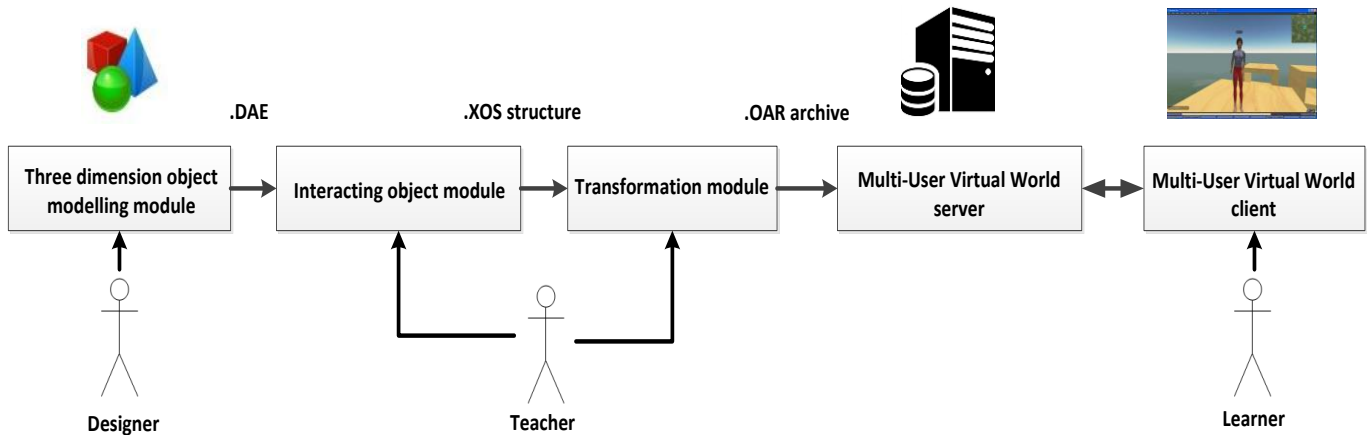 .DAE
.XOS structure
.OAR archive
Three dimension object
modelling module
Interacting object module
Transformation module
Multi-User Virtual World
server
Multi-User Virtual World
client
Designer
Teacher
Learner